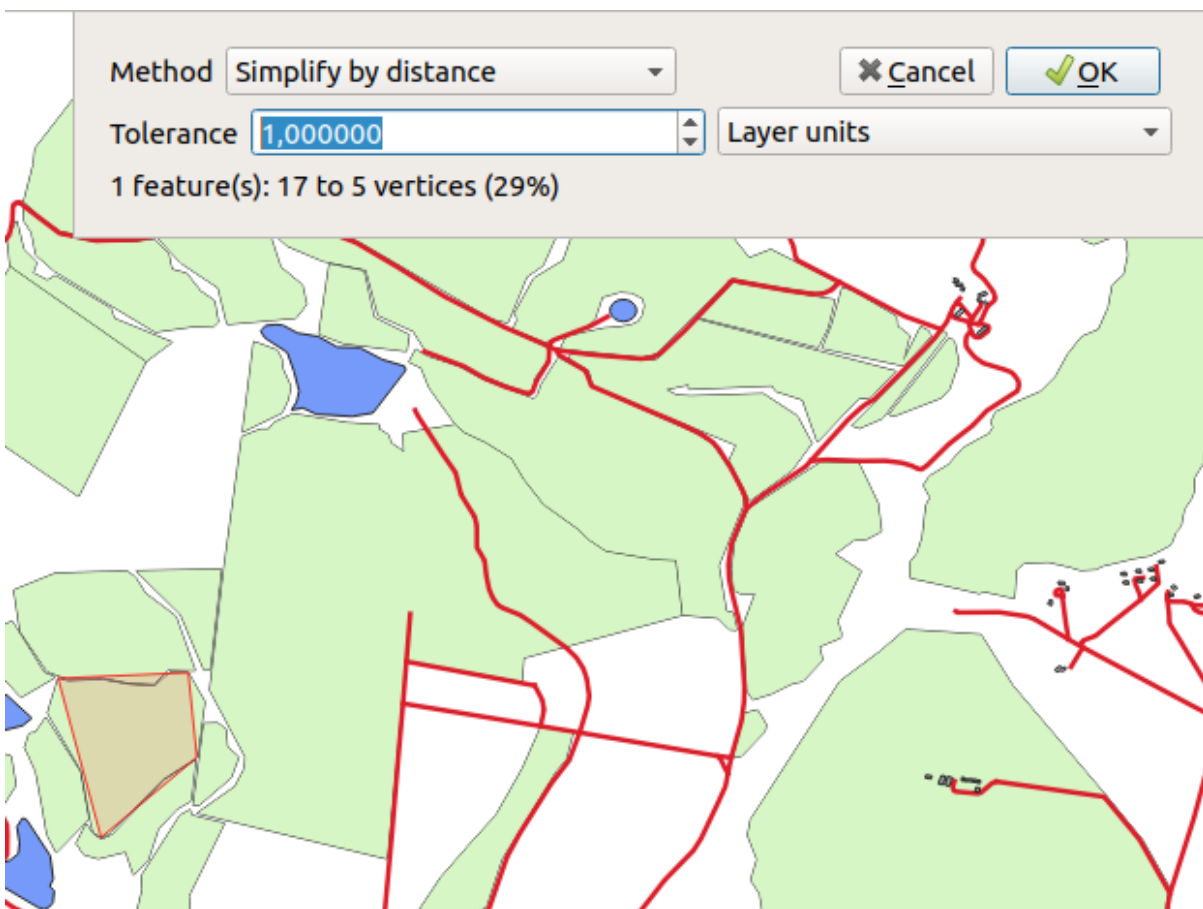 Method Simplify by distance Cancel OK
Tolerance 1,000000 Layer units
1 feature(s): 17 to 5 vertices (29%)